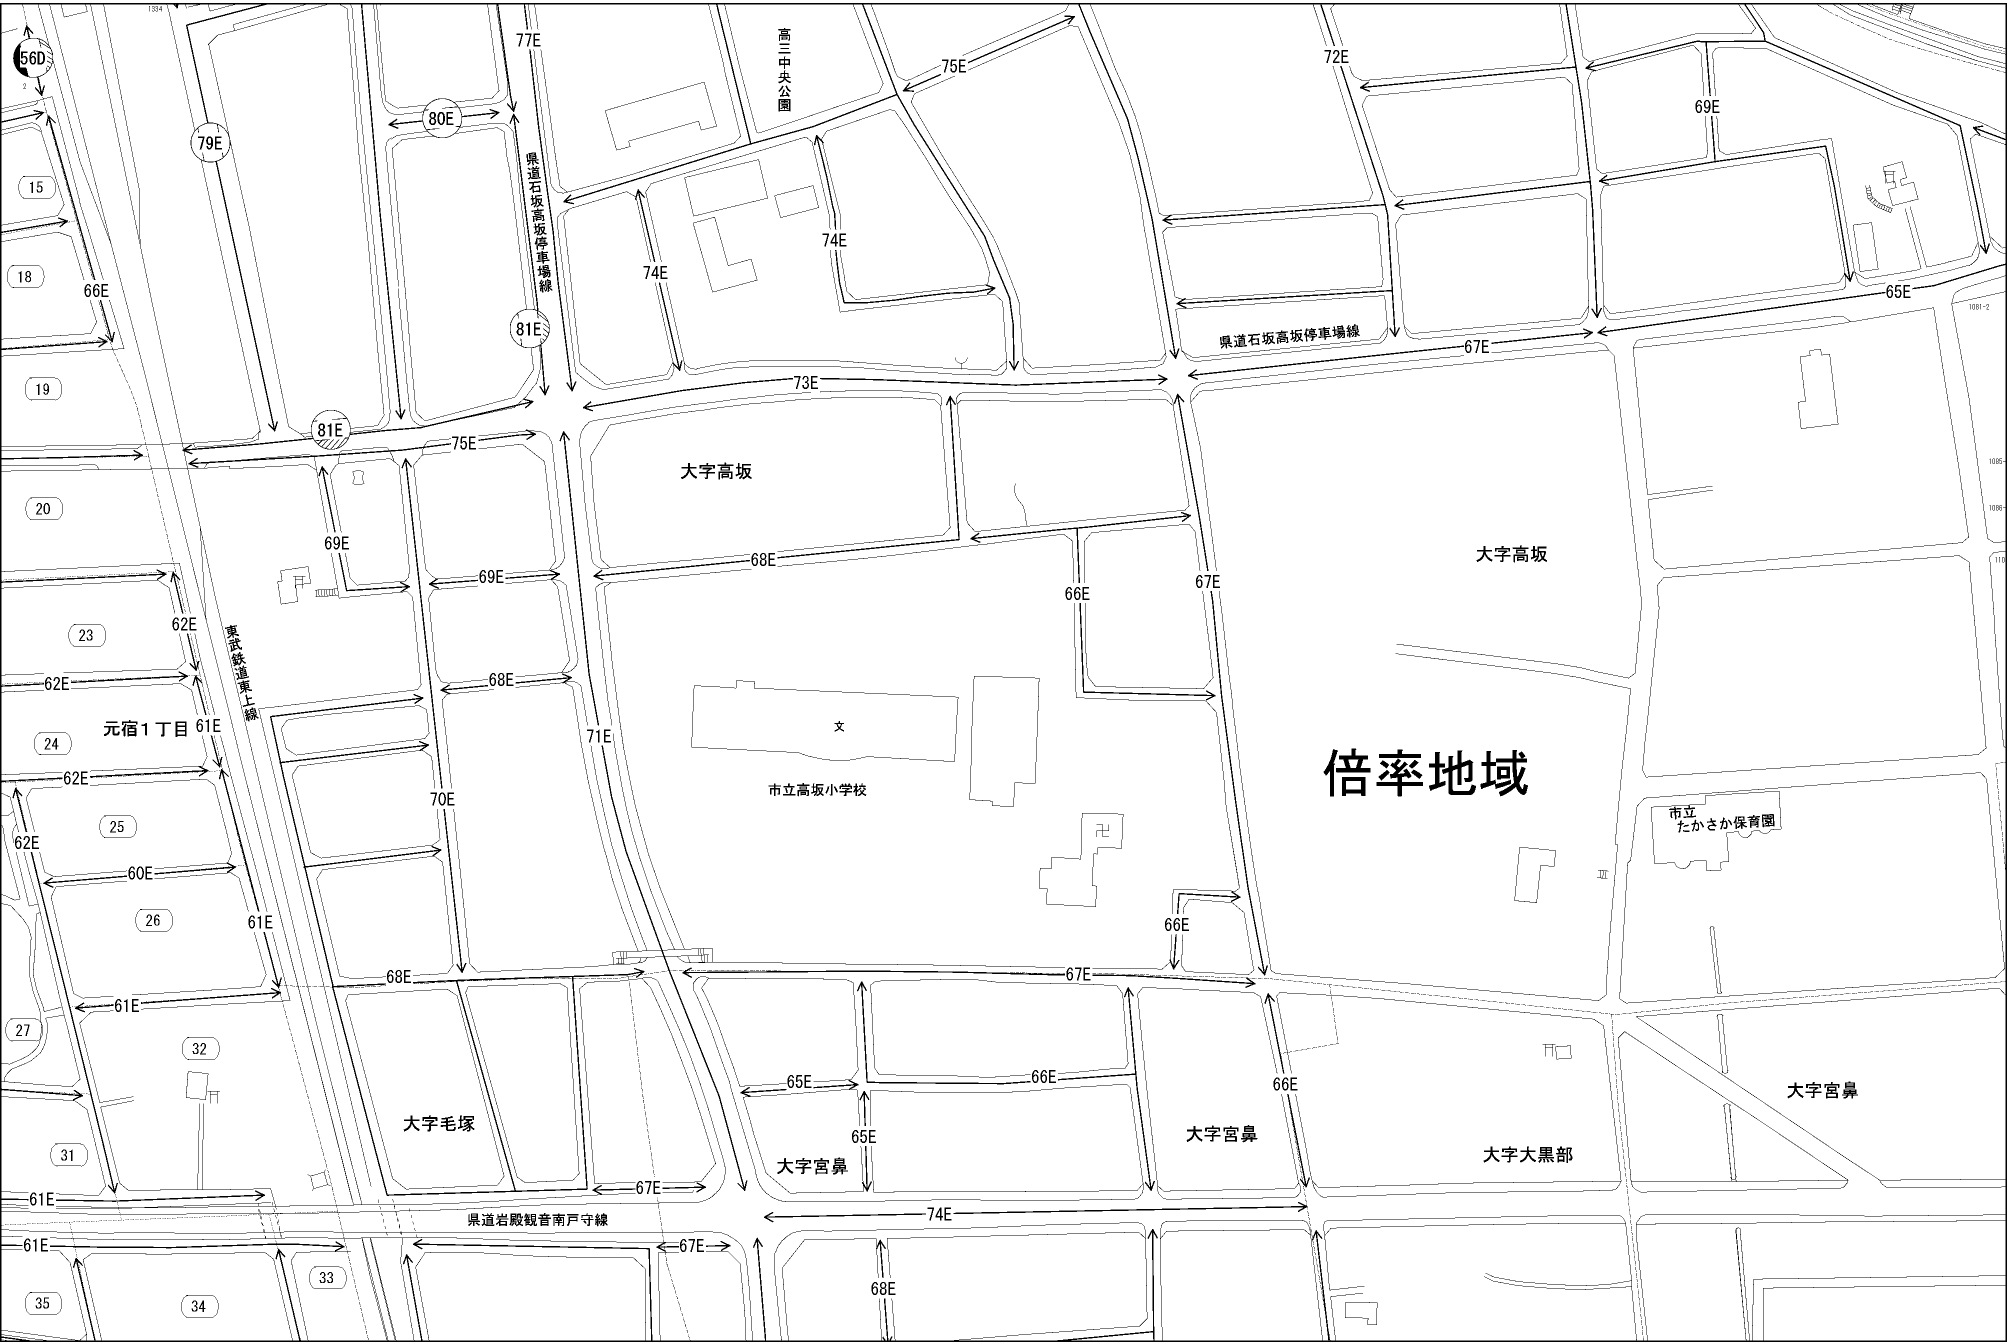 1334
77E
高三中央公園
75E
72E
56D
2
80E
79E
69E
県道石坂高坂停車場線
15
74E
74E
18
66E
65E
1081-2
81E
県道石坂高坂停車場線
67E
73E
19
81E
75E
大字高坂
20
69E
68E
69E
大字高坂
66E
67E
62E
23
東武鉄道東上線
62E
68E
元宿1丁目
61E
24
71E
文
62E
市立高坂小学校
倍率地域
70E
25
62E
市立
たかさか保育園
60E
26
61E
66E
68E
67E
61E
27
32
65E
66E
66E
大字宮鼻
大字毛塚
65E
大字宮鼻
大字宮鼻
大字大黒部
31
61E
67E
県道岩殿観音南戸守線
74E
61E
67E
33
68E
35
34